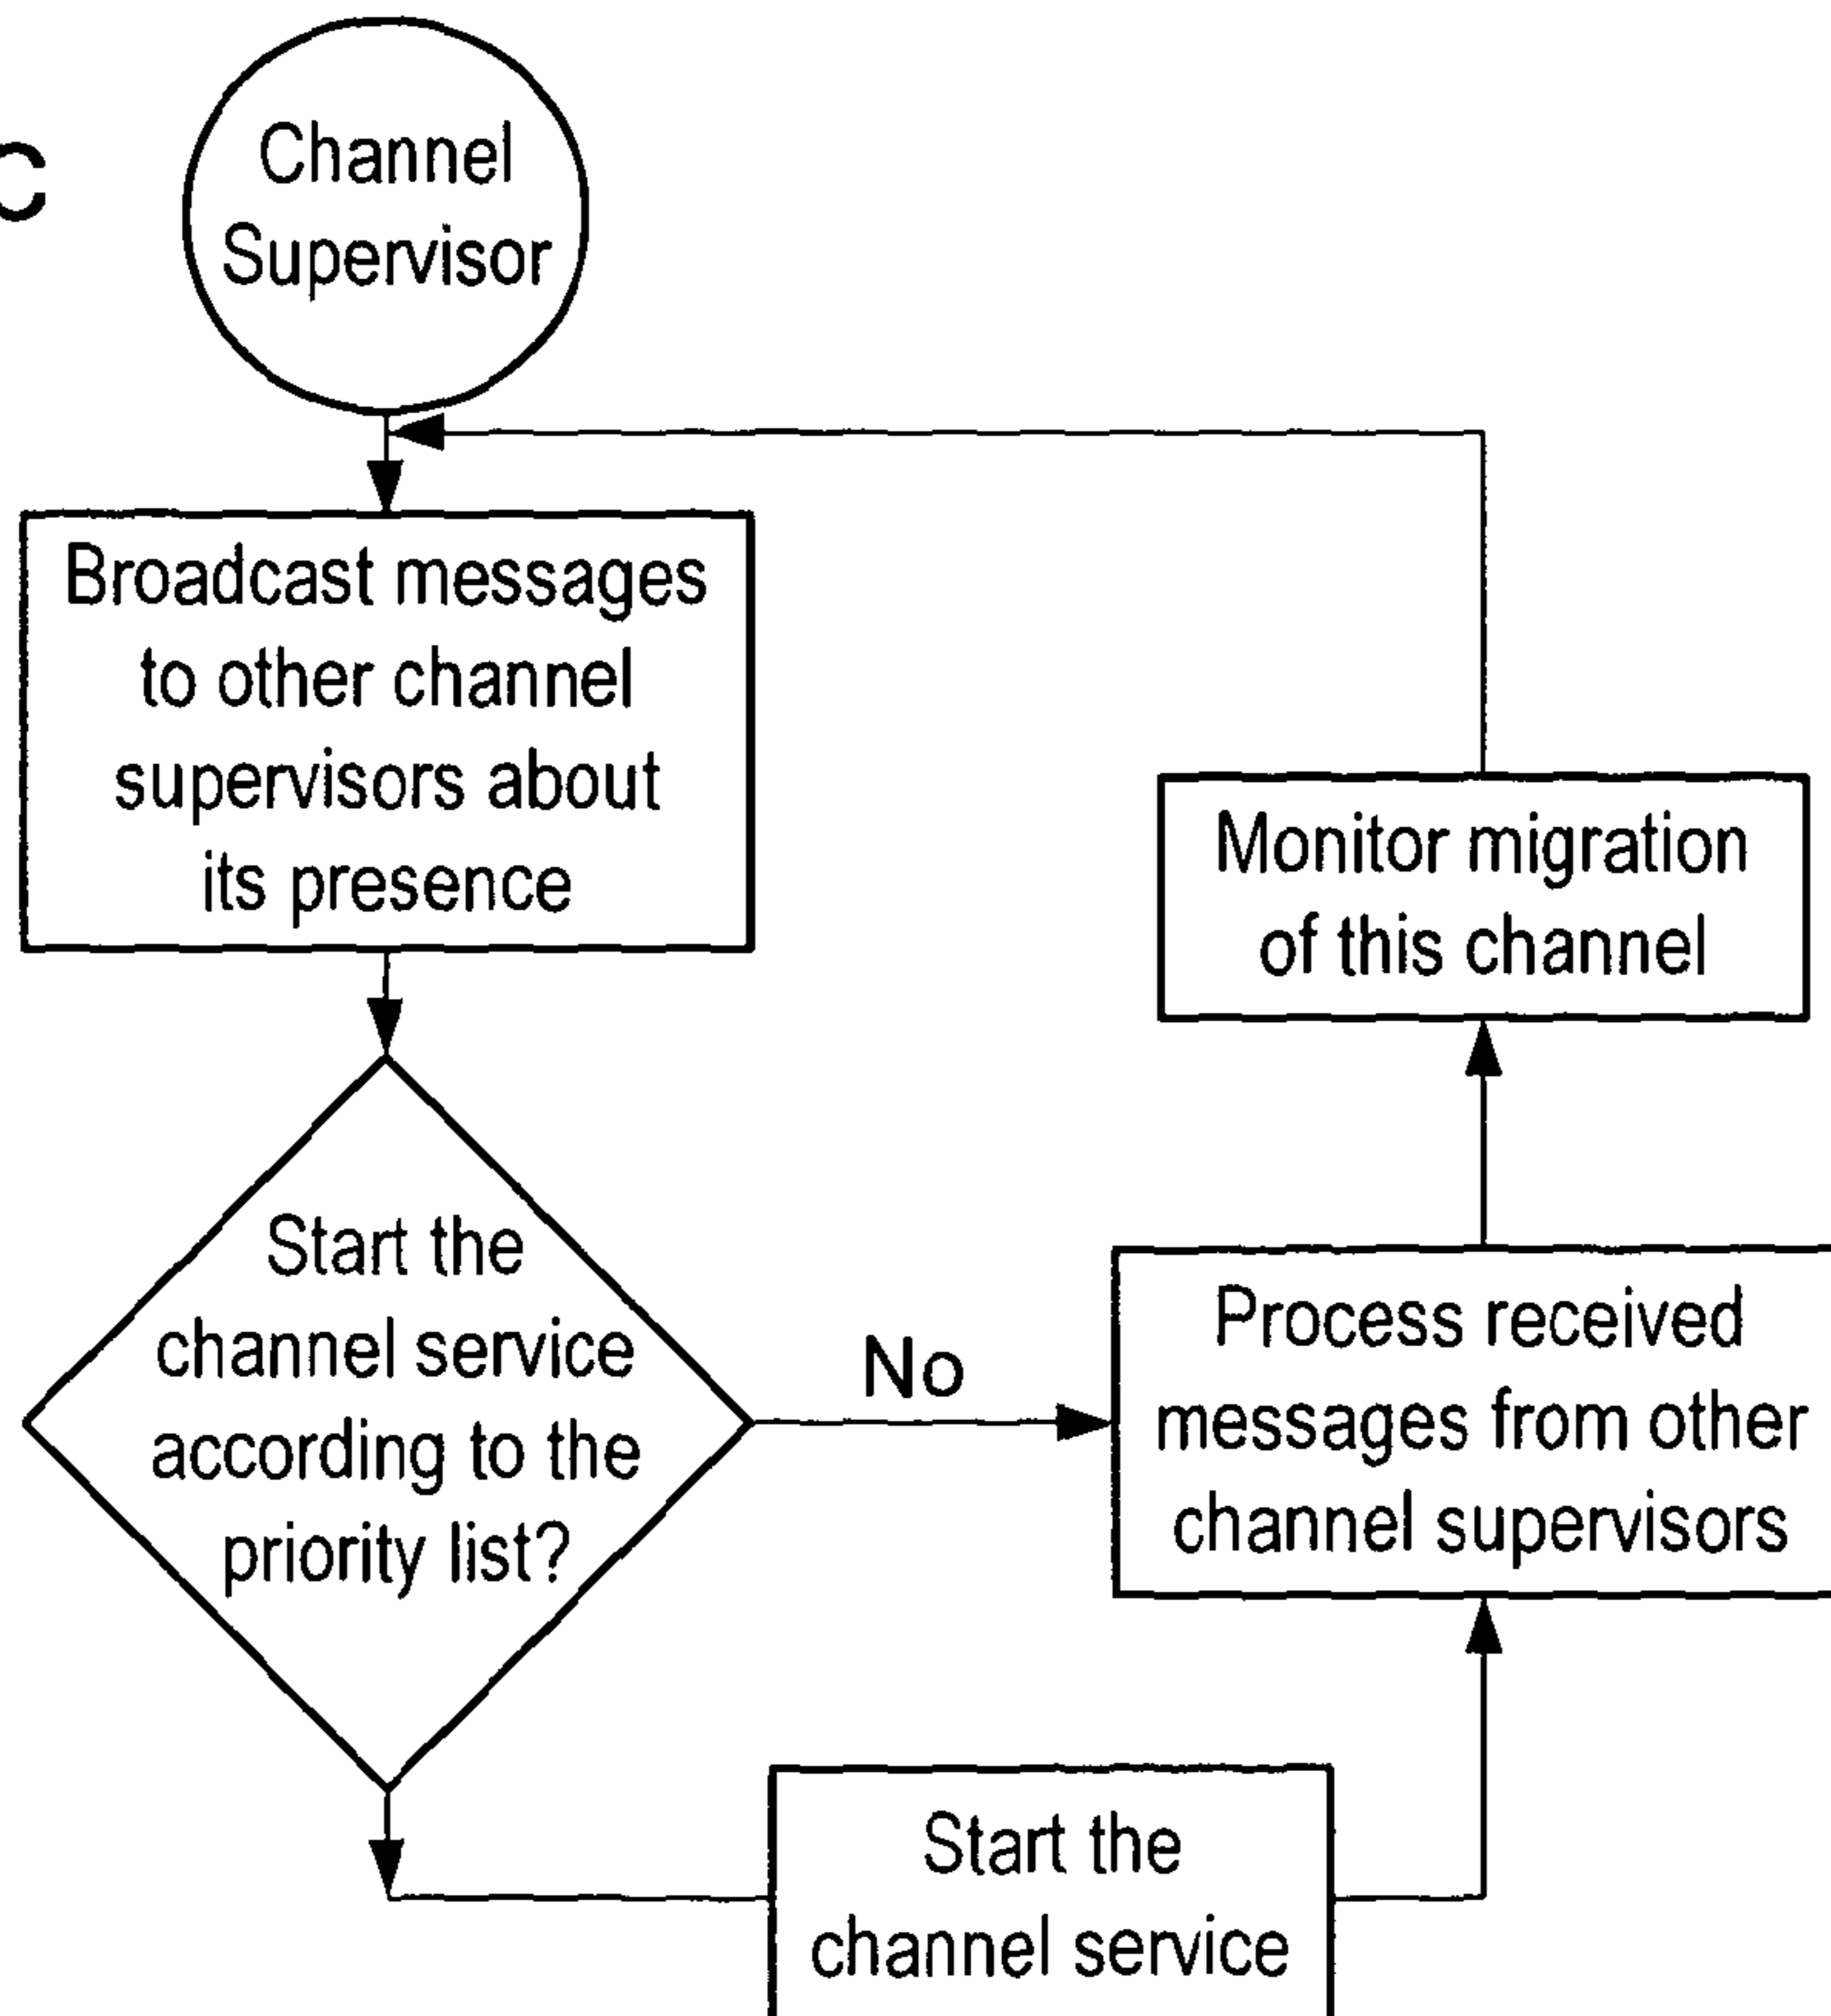 C
Channel
Supervisor
Broadcast messages
to other channel
supervisors about
its presence
Monitor migration
of this channel
Start the
channel service
according to the
priority list?
No
Process received
messages from other
channel supervisors
Start the
channel service